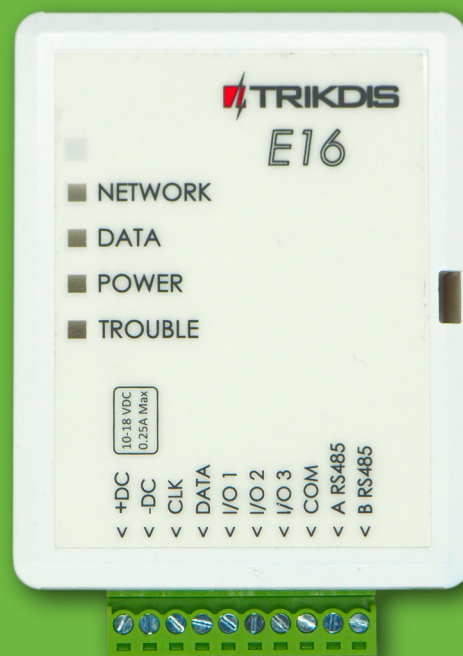 TRIKDIS
E16
NETWORK
DATA
POWER
TROUBLE
10-18 VDC
0.25A Max
< +DC
< -DC
< CLK
< DATA
< I/O 1
< I/O 2
< I/O 3
< COM
< A RS485
< B RS485